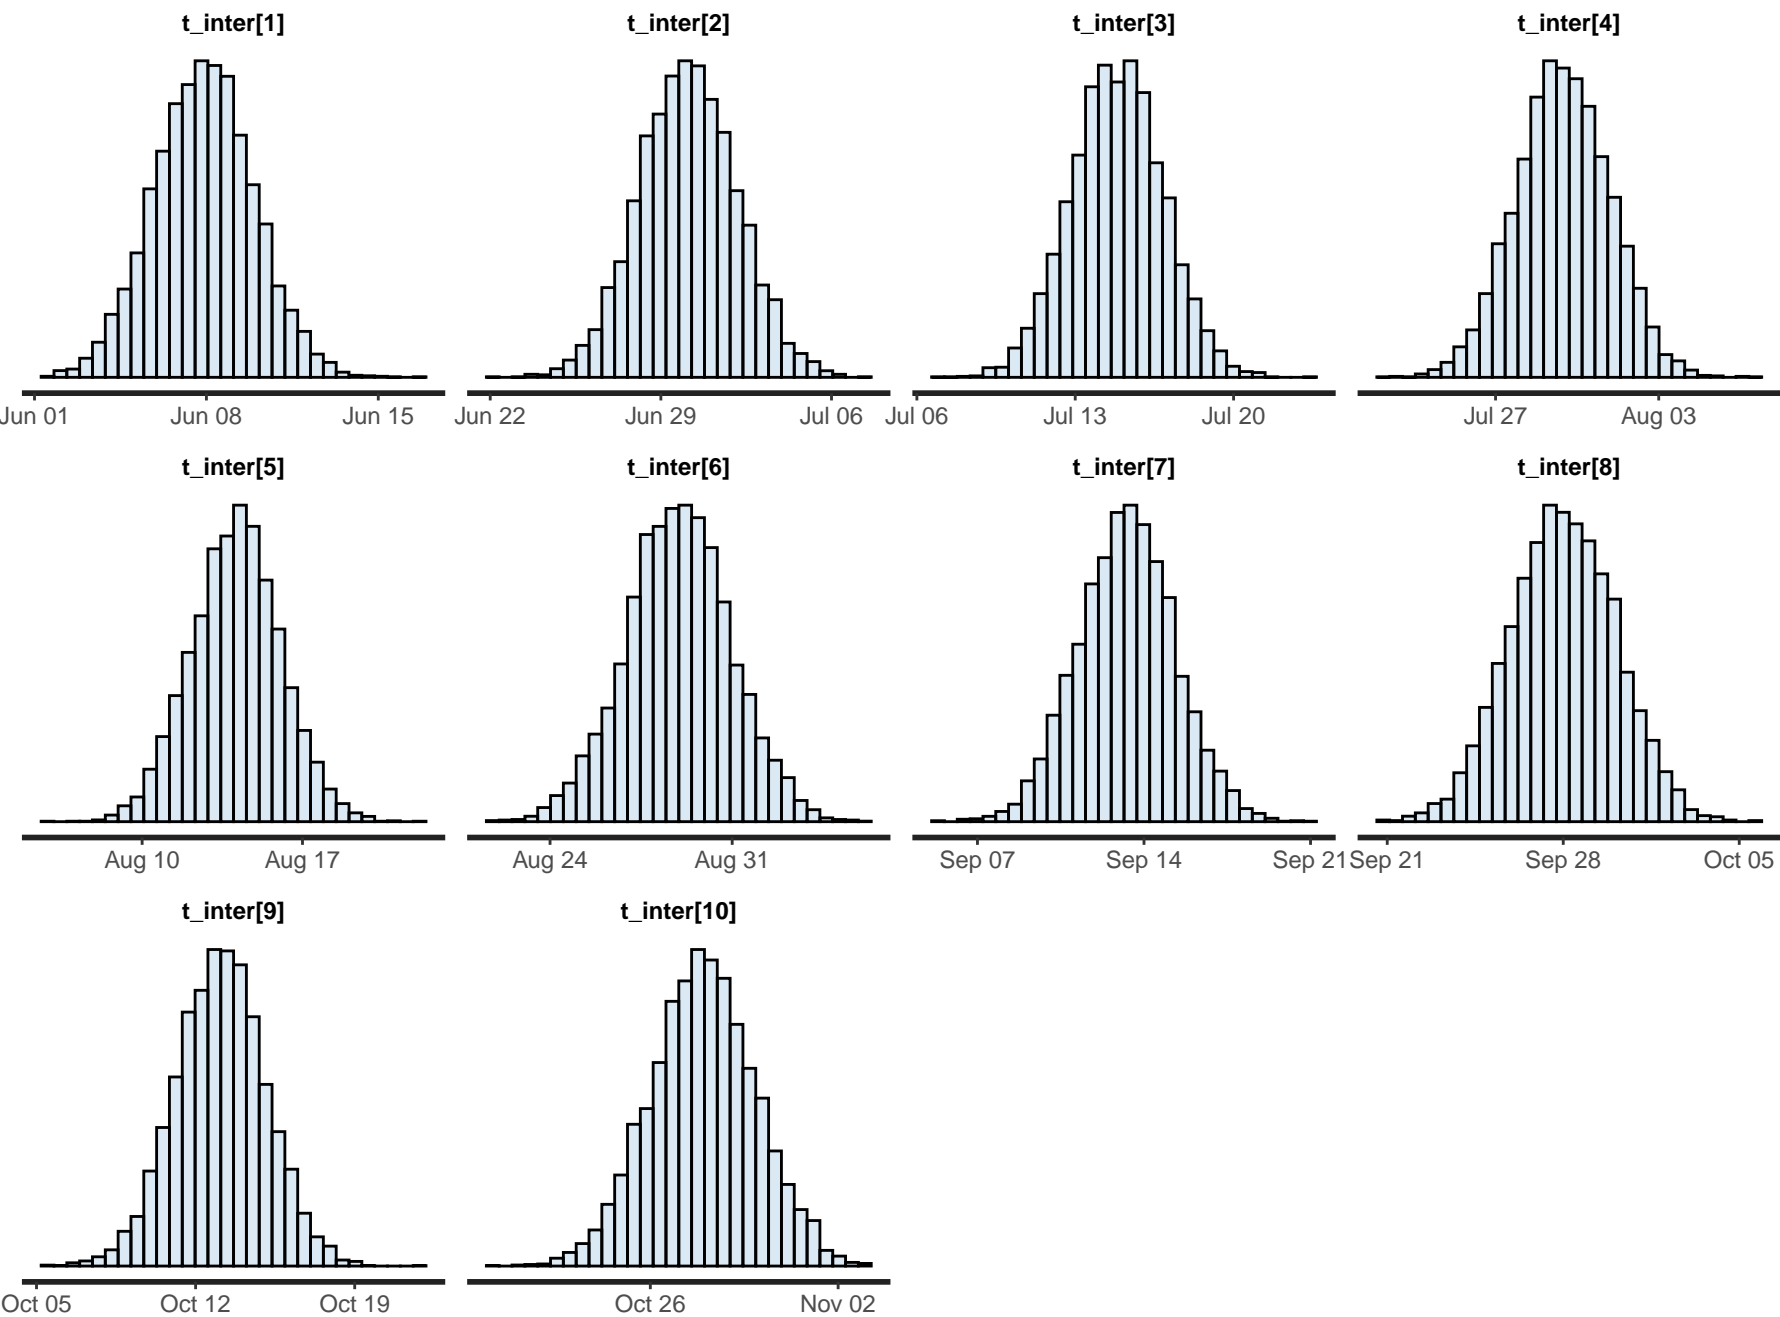 t_inter[1] t_inter[2] t_inter[3] t_inter[4]
Jun 01 Jun 08 Jun 15 Jun 22 Jun 29 Jul 06 Jul 06 Jul 13 Jul 20 Jul 27 Aug 03
t_inter[5] t_inter[6] t_inter[7] t_inter[8]
Aug 10 Aug 17 Aug 24 Aug 31 Sep 07 Sep 14 Sep 21 Sep 21 Sep 28 Oct 05
t_inter[9] t_inter[10]
Oct 05 Oct 12 Oct 19 Oct 26 Nov 02